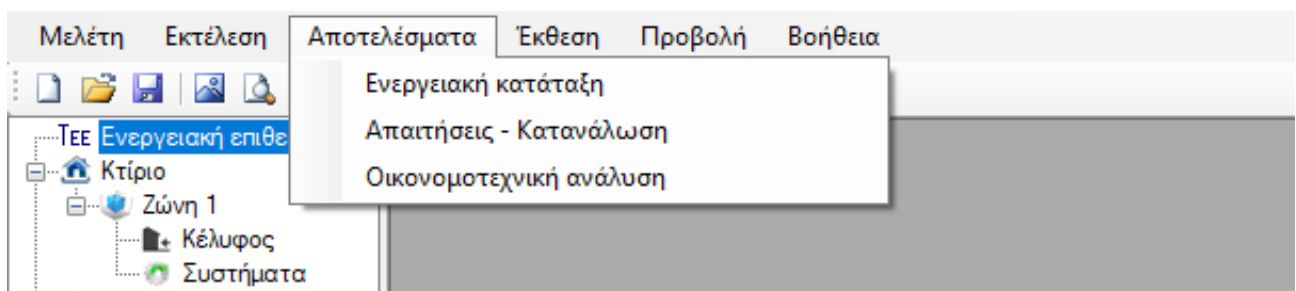 Μελέτη Εκτέλεση Αποτελέσματα Έκθεση Προβολή Βοήθεια
Ενεργειακή κατάταξη
Απαιτήσεις - Κατανάλωση
Οικονομοτεχνική ανάλυση
ΤΕΕ Ενεργειακή επιθε
Κτίριο
Ζώνη 1
Κέλυφος
Συστήματα